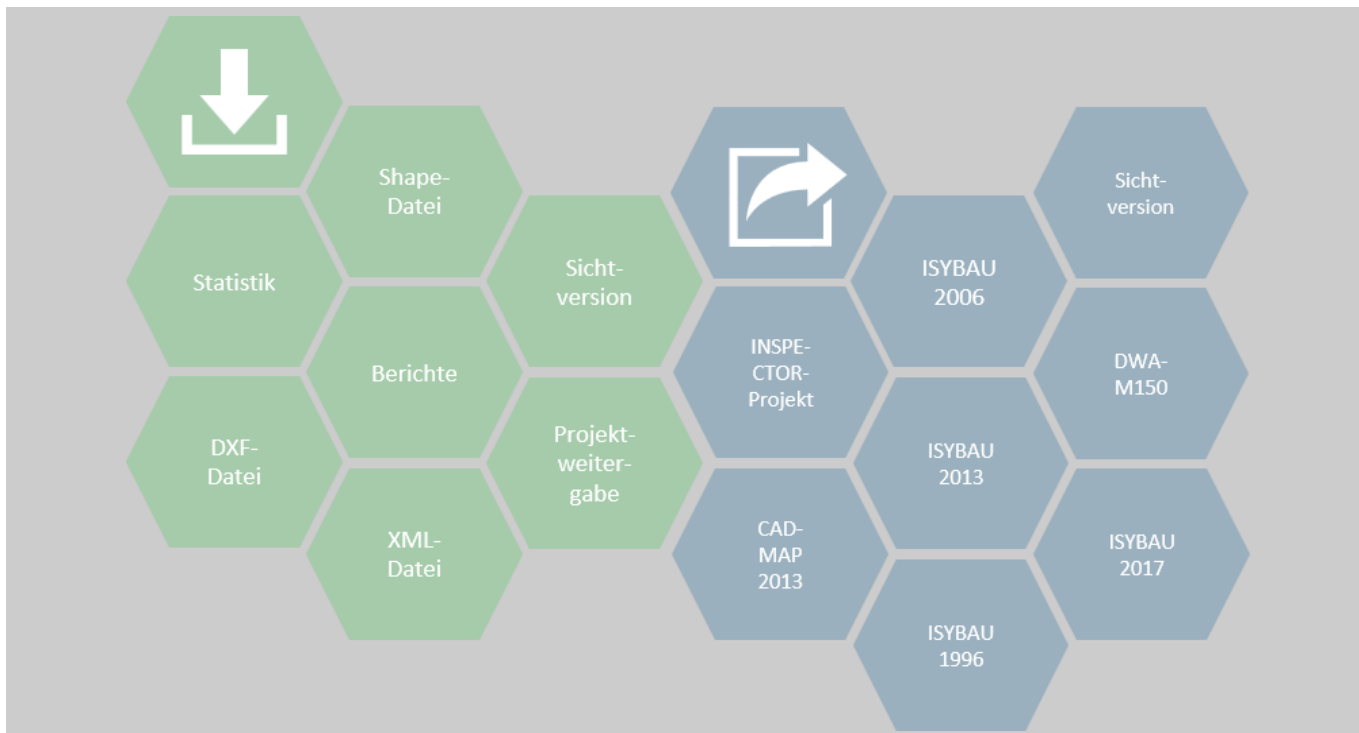 Shape-
Datei
Statistik
Sicht-
version
Berichte
DXF-
Datei
Projekt-
weiter-
gabe
XML-
Datei
Sicht-
version
ISYBAU
2006
INSPE-
CTOR-
Projekt
DWA-
M150
ISYBAU
2013
CAD-
MAP
2013
ISYBAU
2017
ISYBAU
1996